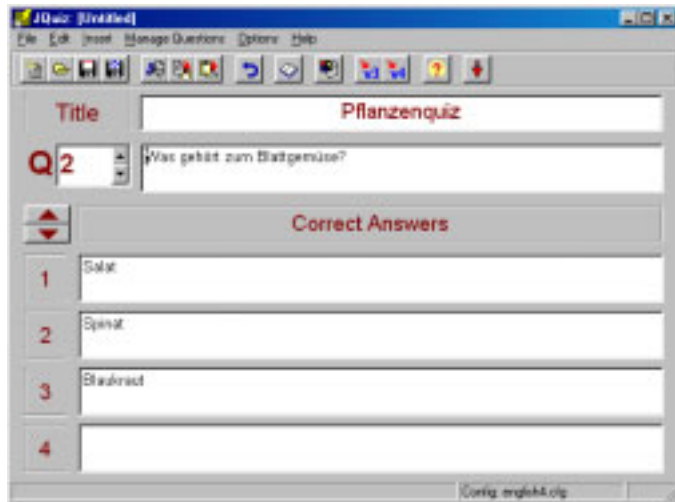 JQuiz: [Untitled]
File Edit Insert Manage Questions Options Help
Title Pflanzenquiz
Q 2 Was gehört zum Blattgemüse?
Correct Answers
1 Salat
2 Spinat
3 Blaukraut
4
Config: english4.cfg